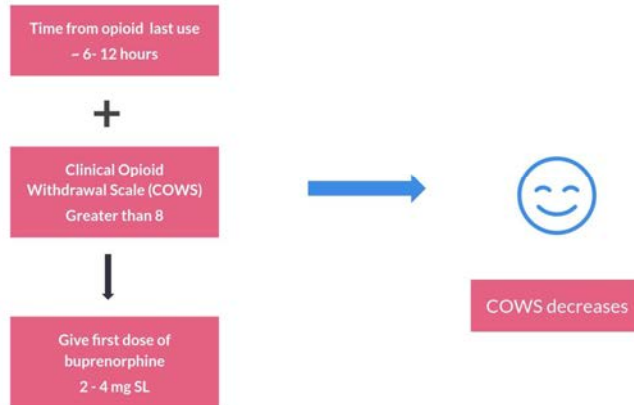 Time from opioid last use
~ 6- 12 hours
+
Clinical Opioid
Withdrawal Scale (COWS)
Greater than 8
Give first dose of
buprenorphine
2 - 4 mg SL
COWS decreases